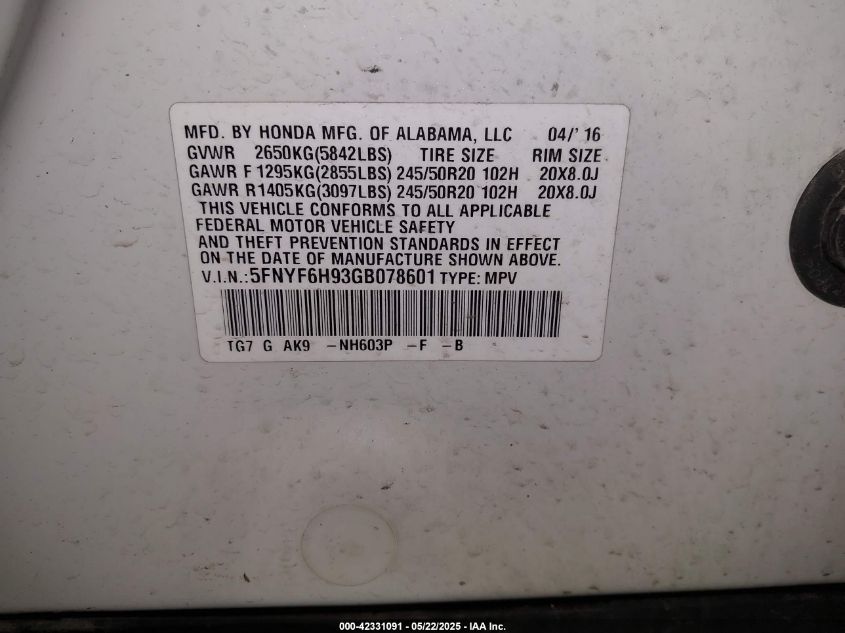 MFD. BY HONDA MFG. OF ALABAMA, LLC 04/'16
GVWR 2650KG(5842LBS) TIRE SIZE RIM SIZE
GAWR F 1295KG(2855LBS) 245/50R20 102H 20X8.0J
GAWR R 1405KG(3097LBS) 245/50R20 102H 20X8.0J
THIS VEHICLE CONFORMS TO ALL APPLICABLE
FEDERAL MOTOR VEHICLE SAFETY
AND THEFT PREVENTION STANDARDS IN EFFECT
ON THE DATE OF MANUFACTURE SHOWN ABOVE.
V.I.N.:5FNYF6H93GB078601 TYPE: MPV
TG7 G AK9 -NH603P -F -B
000-42331091 - 05/22/2025 - IAA Inc.